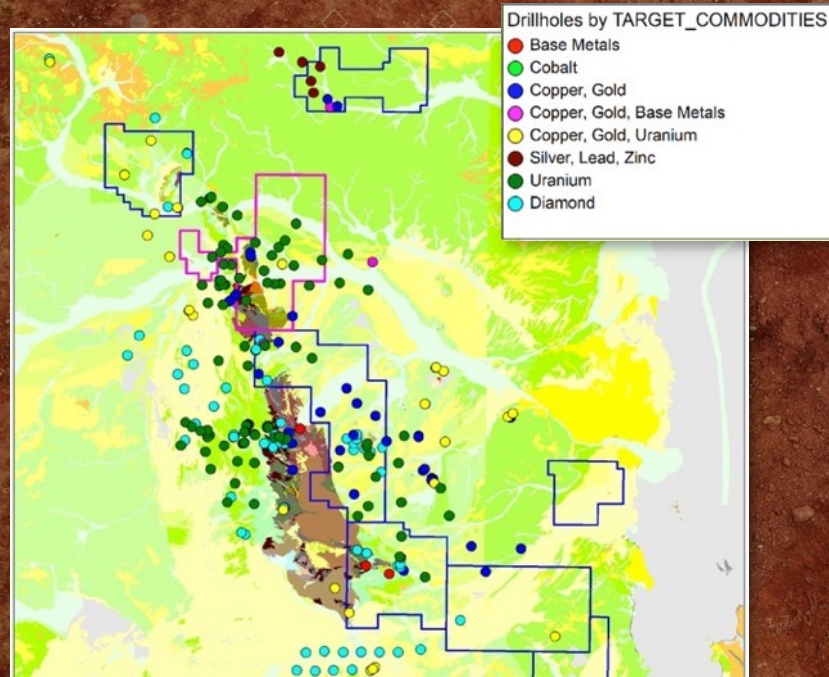 Drillholes by TARGET_COMMODITIES
Base Metals
Cobalt
Copper, Gold
Copper, Gold, Base Metals
Copper, Gold, Uranium
Silver, Lead, Zinc
Uranium
Diamond